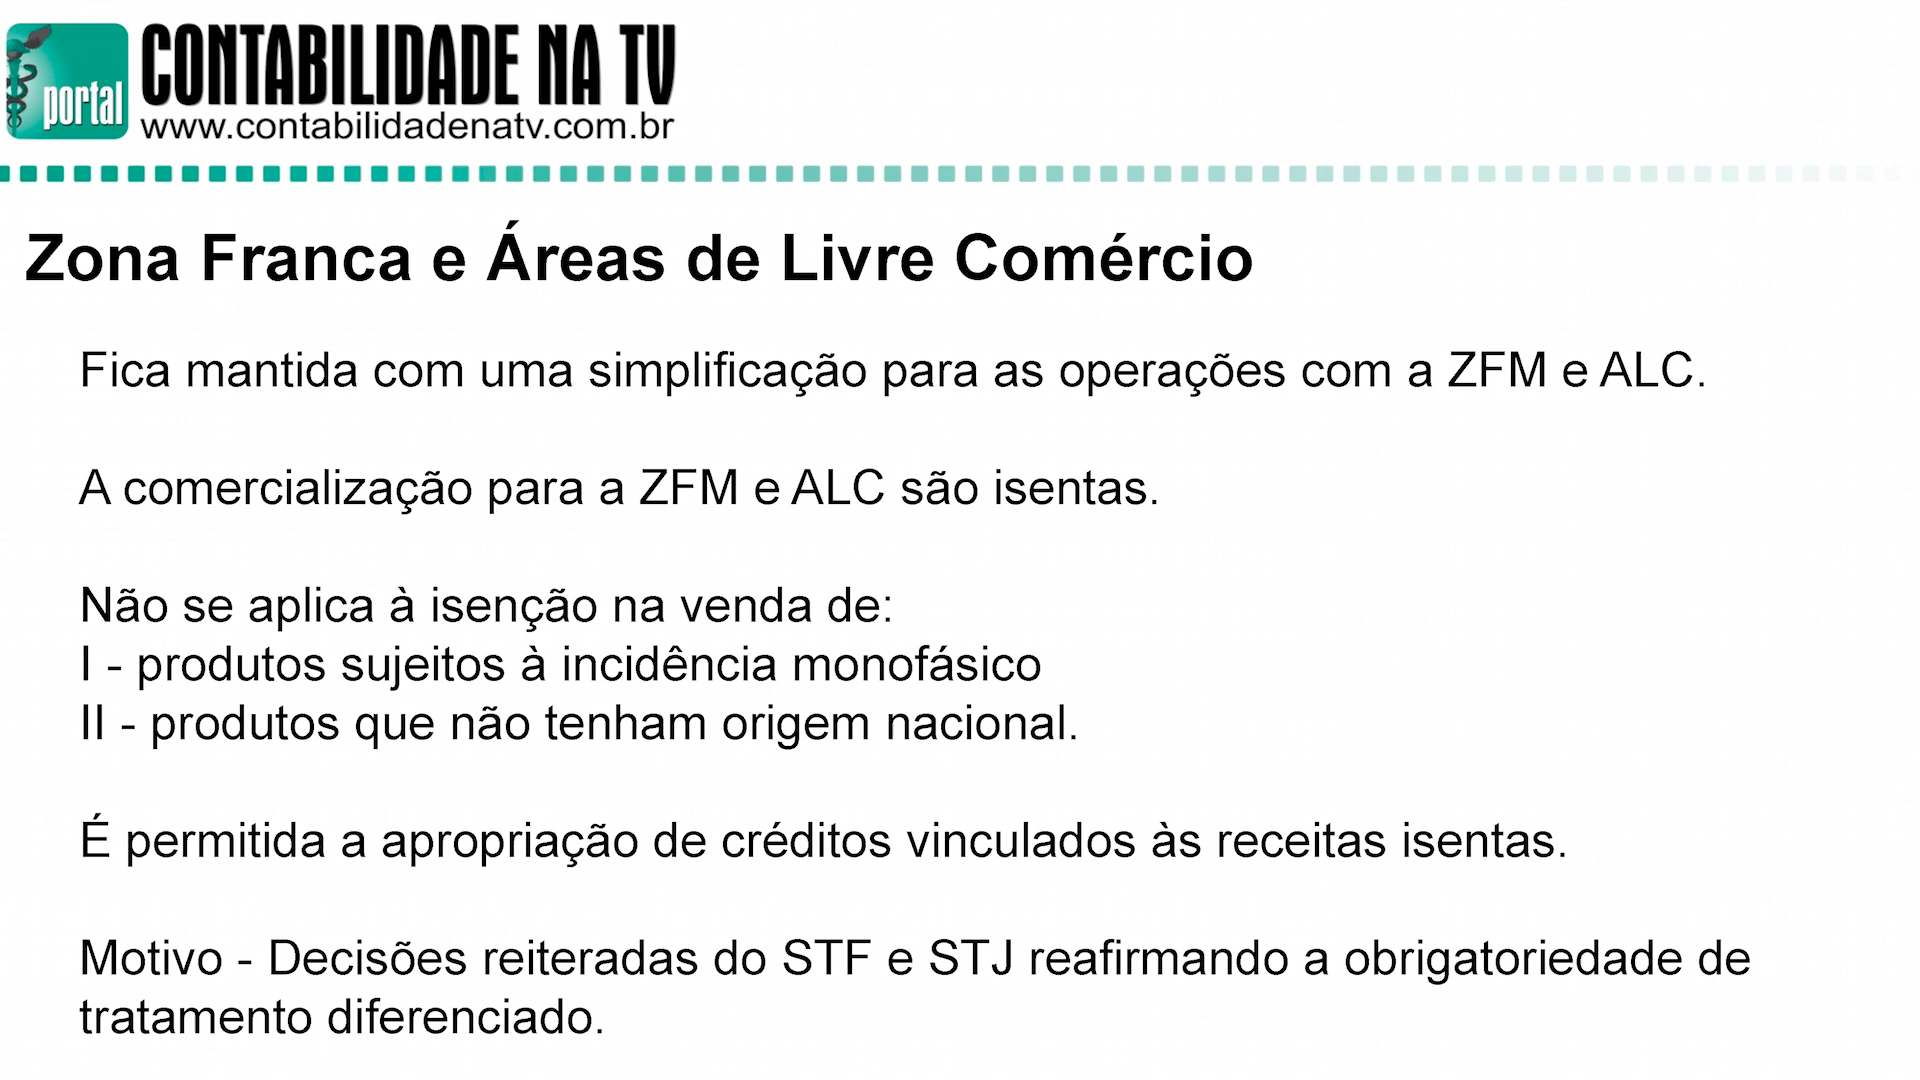 portal
CONTABILIDADE NA TV
www.contabilidadenatv.com.br
Zona Franca e Áreas de Livre Comércio
Fica mantida com uma simplificação para as operações com a ZFM e ALC.
A comercialização para a ZFM e ALC são isentas.
Não se aplica à isenção na venda de:
I - produtos sujeitos à incidência monofásico
II - produtos que não tenham origem nacional.
É permitida a apropriação de créditos vinculados às receitas isentas.
Motivo - Decisões reiteradas do STF e STJ reafirmando a obrigatoriedade de
tratamento diferenciado.